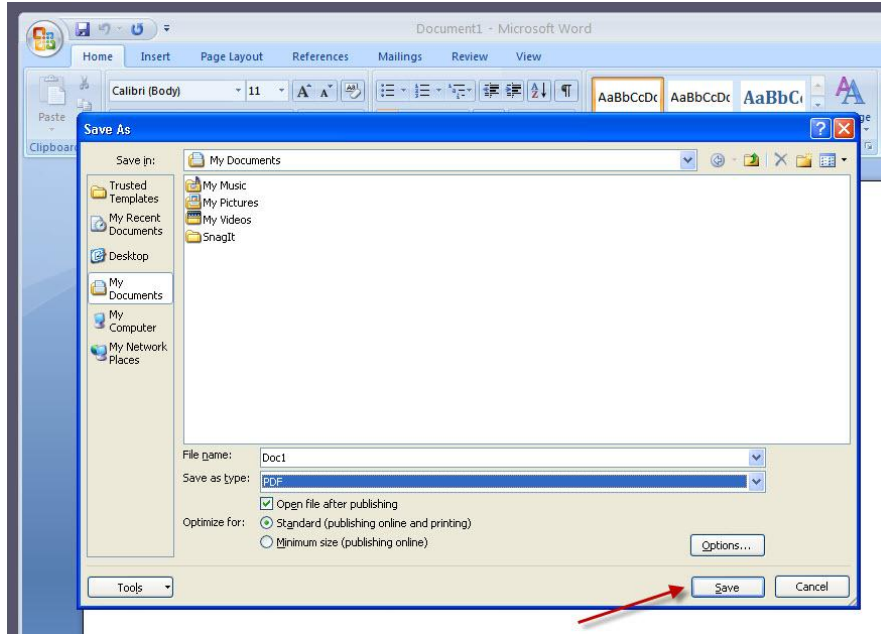 Document1 - Microsoft Word
Home Insert Page Layout References Mailings Review View
Calibri (Body) 11 A A
AaBbCcDc AaBbCcDc AaBbC A
Paste
Clipboard
Save As
Save in: My Documents
Trusted Templates
My Recent Documents
Desktop
My Documents
My Computer
My Network Places
My Music
My Pictures
My Videos
SnagIt
File name: Doc1
Save as type: PDF
Open file after publishing
Optimize for: Standard (publishing online and printing)
Minimum size (publishing online)
Options...
Tools Save Cancel